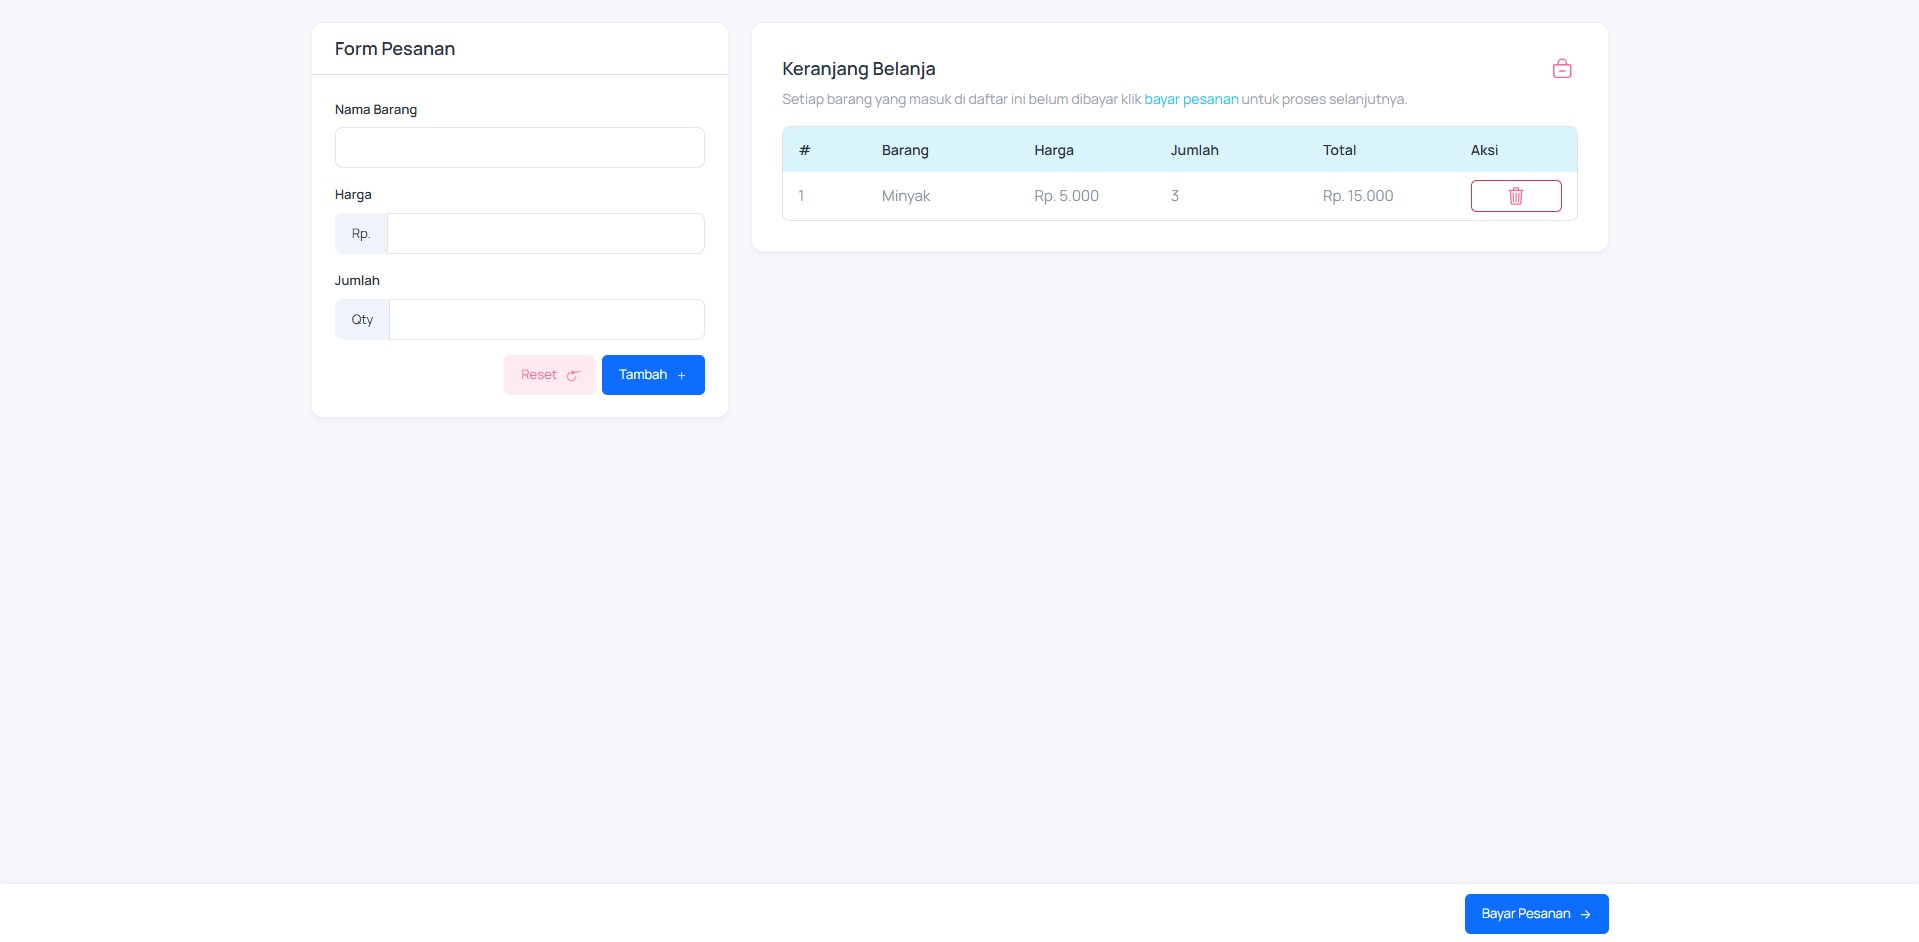 Form Pesanan
Nama Barang
Harga
Rp.
Jumlah
Qty
Reset
Tambah +
Keranjang Belanja
Setiap barang yang masuk di daftar ini belum dibayar klik bayar pesanan untuk proses selanjutnya.
# Barang Harga Jumlah Total Aksi
1 Minyak Rp. 5.000 3 Rp. 15.000
Bayar Pesanan →